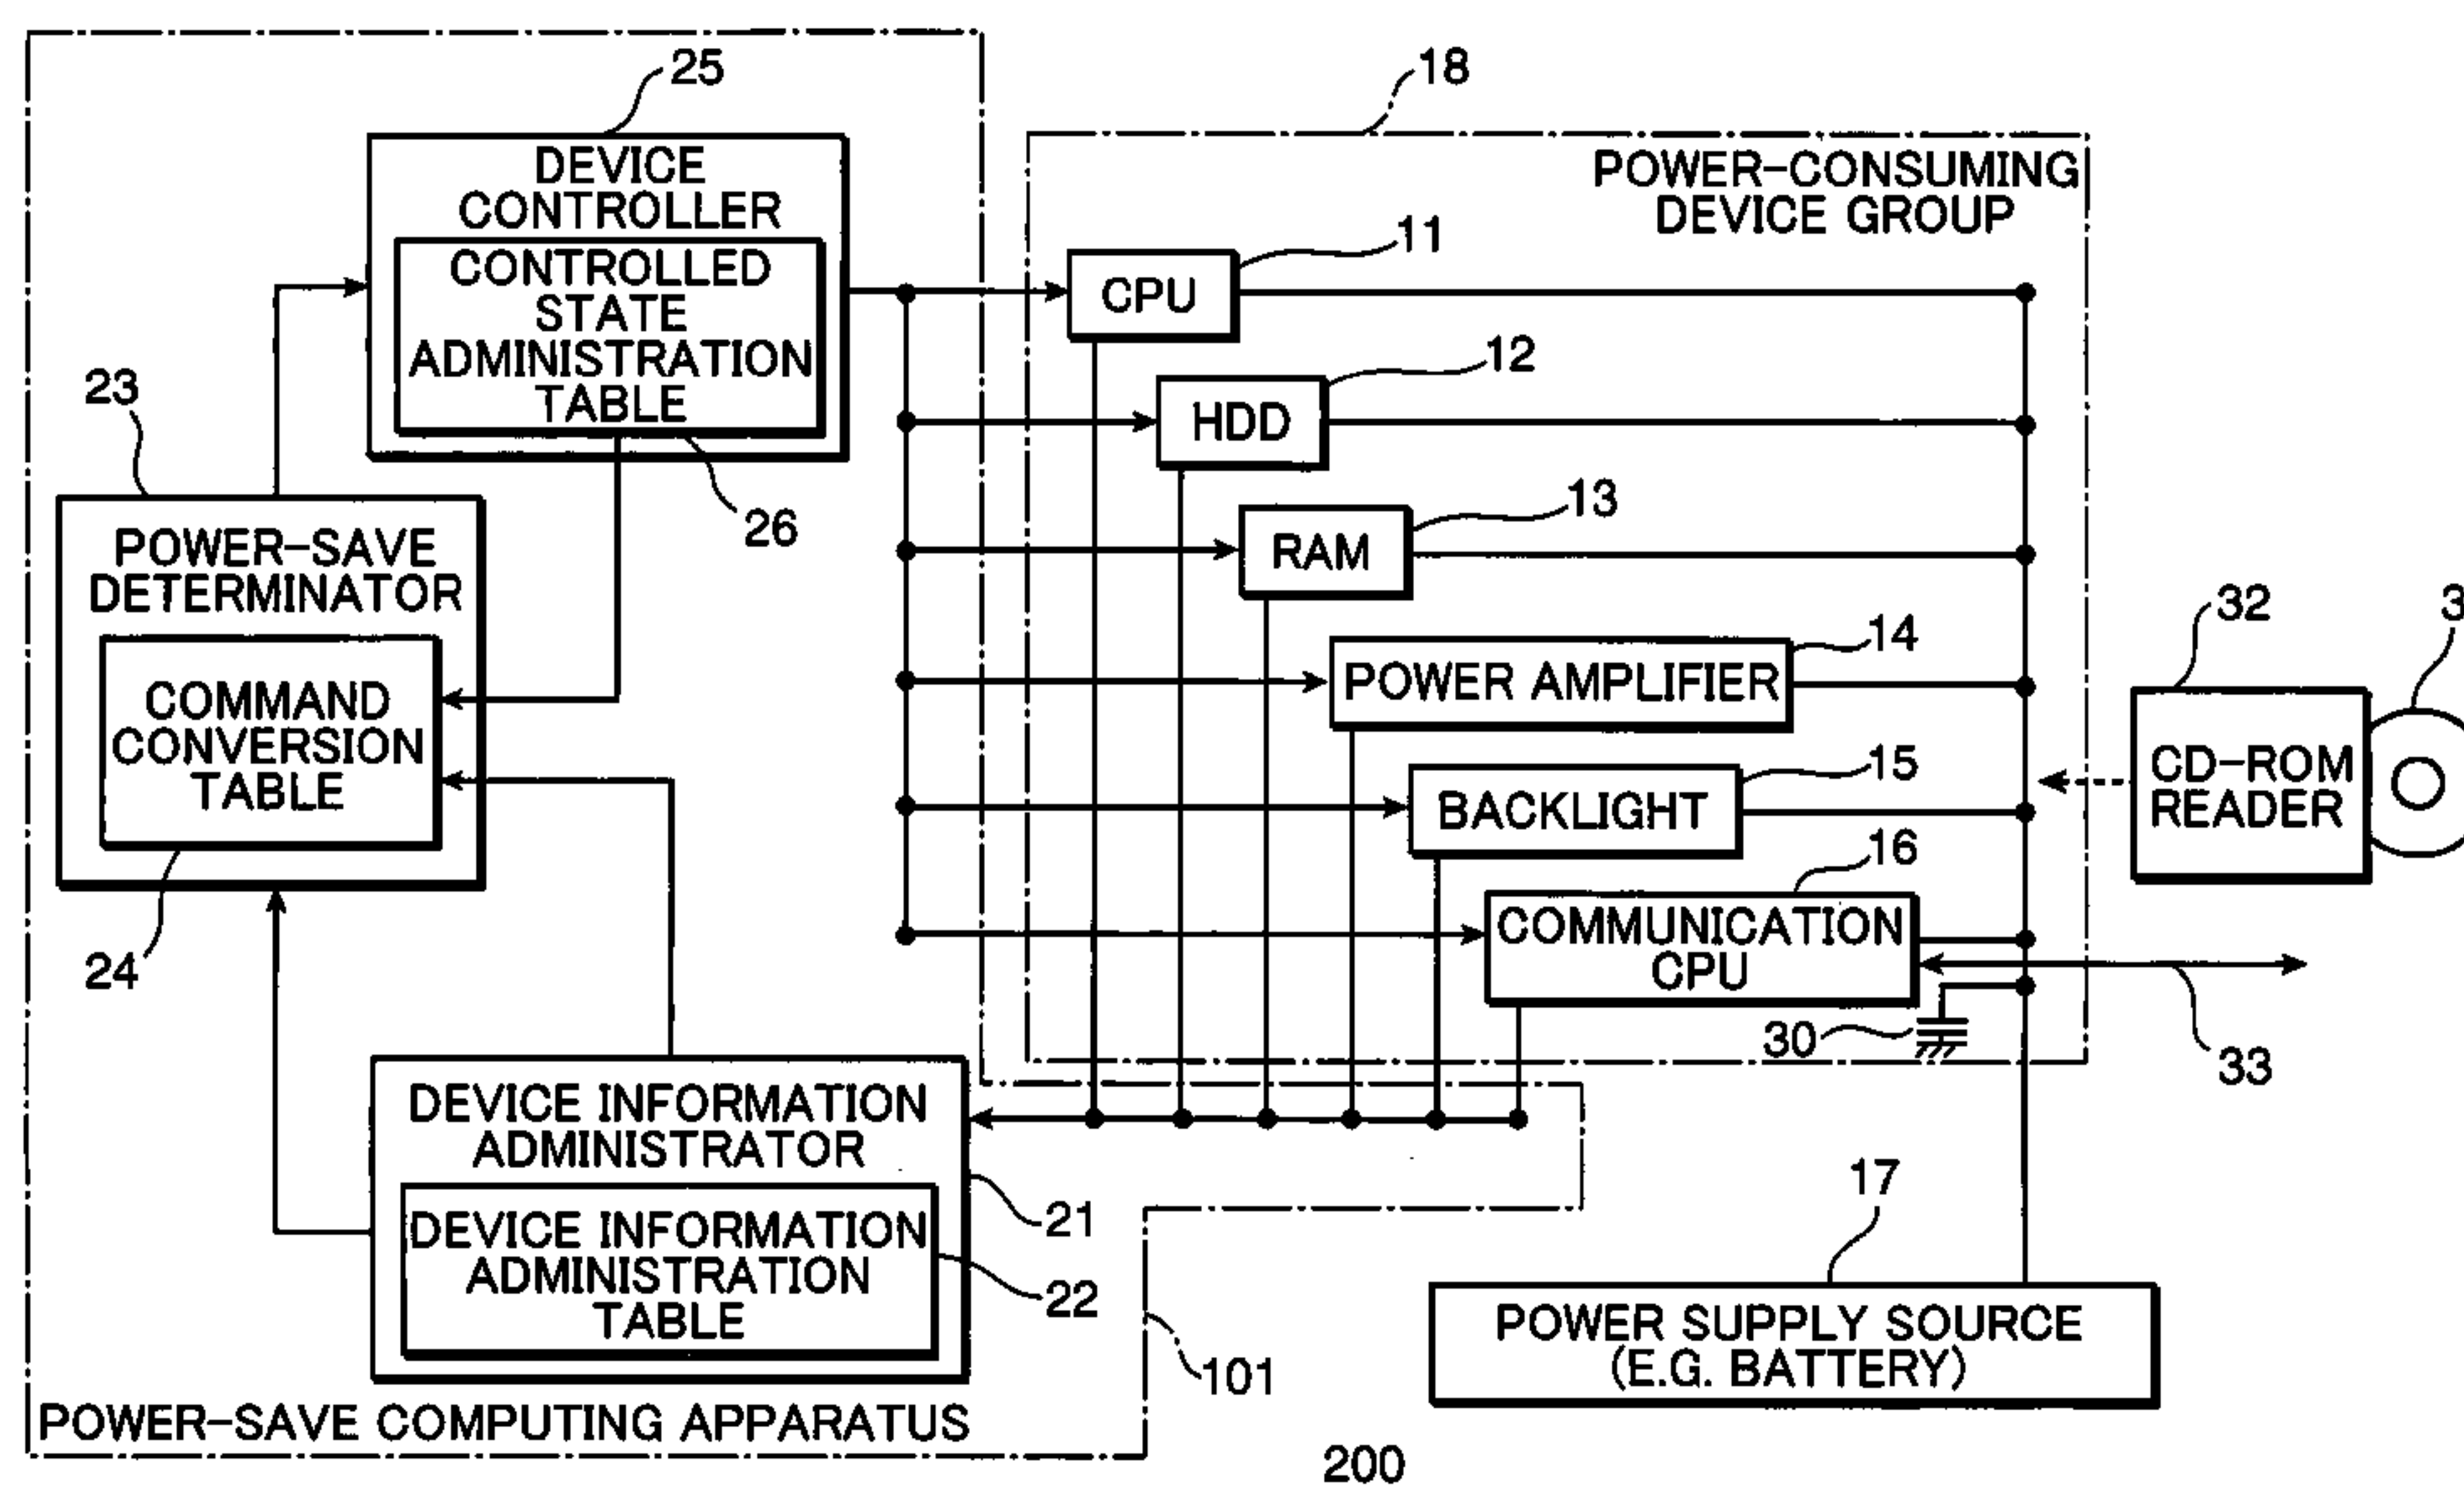 25
18
DEVICE
CONTROLLER
CONTROLLED
STATE
ADMINISTRATION
TABLE
26
POWER-CONSUMING
DEVICE GROUP
CPU
11
HDD
12
RAM
13
POWER AMPLIFIER
14
BACKLIGHT
15
COMMUNICATION
CPU
16
30
33
23
POWER-SAVE
DETERMINATOR
COMMAND
CONVERSION
TABLE
24
32
CD-ROM
READER
DEVICE INFORMATION
ADMINISTRATOR
21
DEVICE INFORMATION
ADMINISTRATION
TABLE
22
101
POWER-SAVE COMPUTING APPARATUS
17
POWER SUPPLY SOURCE
(E.G. BATTERY)
200